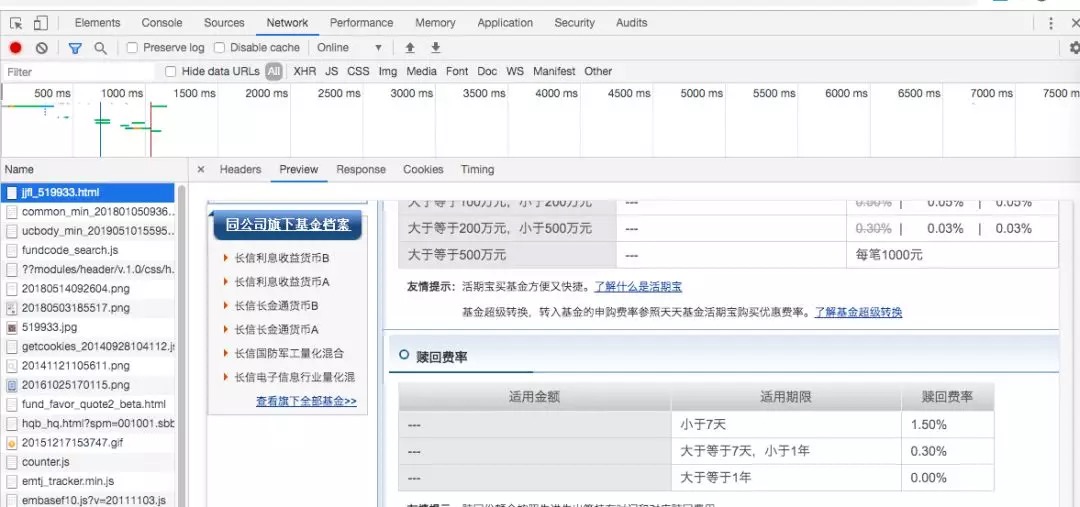 Elements Console Sources Network Performance Memory Application Security Audits
Preserve log Disable cache Online
Filter Hide data URLs All XHR JS CSS Img Media Font Doc WS Manifest Other
500 ms 1000 ms 1500 ms 2000 ms 2500 ms 3000 ms 3500 ms 4000 ms 4500 ms 5000 ms 5500 ms 6000 ms 6500 ms 7000 ms 7500 m
Name × Headers Preview Response Cookies Timing
jjfl_519933.html
common_min_201801050936...
ucbody_min_2019051015595...
fundcode_search.js
??modules/header/v.1.0/css/h...
20180514092604.png
20180503185517.png
519933.jpg
getcookies_20140928104112.js
20141121105611.png
20161025170115.png
fund_favor_quote2_beta.html
hqb_hq.html?spm=001001.sbb
20151217153747.gif
counter.js
emtj_tracker.min.js
embasef10.js?v=20111103.js
同公司旗下基金档案
长信利息收益货币B
长信利息收益货币A
长信长金通货币B
长信长金通货币A
长信国防军工量化混合
长信电子信息行业量化混
查看旗下全部基金>>
大于等于100万元，小于200万元 --- 0.50% | 0.05% | 0.05%
大于等于200万元，小于500万元 --- 0.30% | 0.03% | 0.03%
大于等于500万元 --- 每笔1000元
友情提示：活期宝买基金方便又快捷。了解什么是活期宝
基金超级转换，转入基金的申购费率参照天天基金活期宝购买优惠费率。了解基金超级转换
赎回费率
适用金额 适用期限 赎回费率
--- 小于7天 1.50%
--- 大于等于7天，小于1年 0.30%
--- 大于等于1年 0.00%